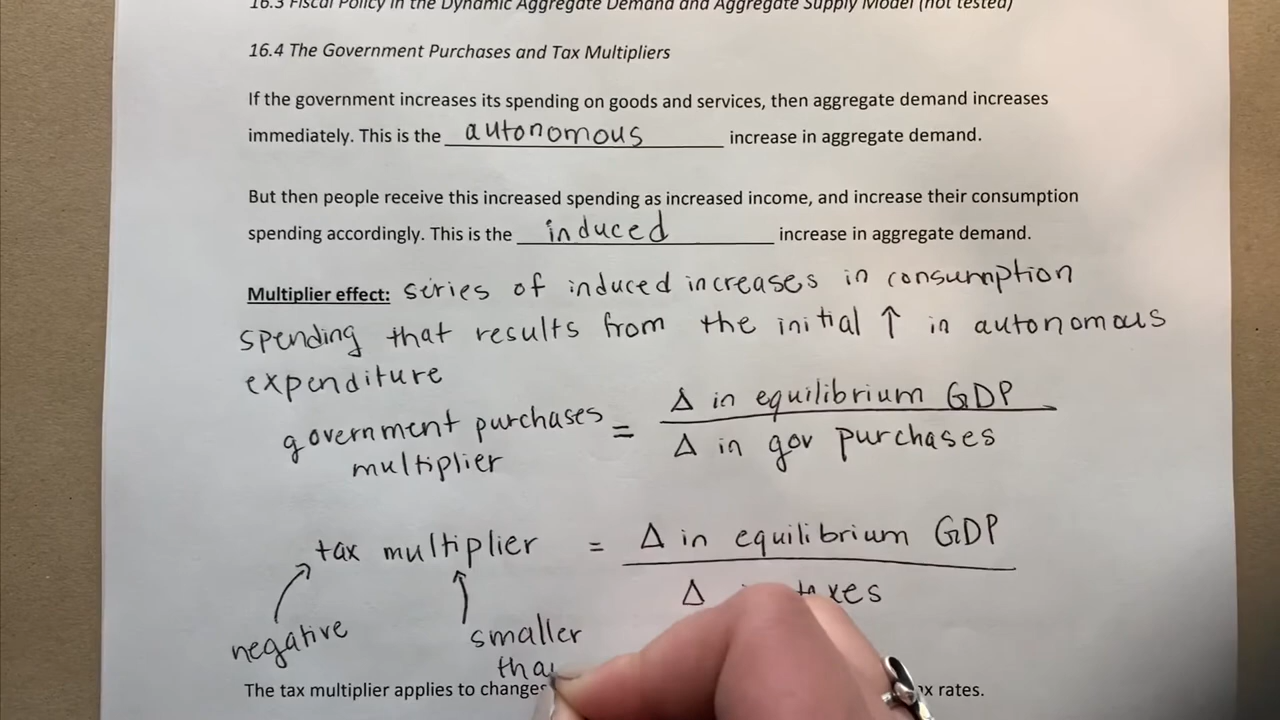 16.3 Fiscal Policy in the Dynamic Aggregate Demand and Aggregate Supply Model (not tested)
16.4 The Government Purchases and Tax Multipliers
If the government increases its spending on goods and services, then aggregate demand increases
immediately. This is the autonomous increase in aggregate demand.
But then people receive this increased spending as increased income, and increase their consumption
spending accordingly. This is the induced increase in aggregate demand.
Multiplier effect: series of induced increases in consumption
spending that results from the initial ↑ in autonomous
expenditure
government purchases multiplier = Δ in equilibrium GDP
Δ in gov purchases
tax multiplier = Δ in equilibrium GDP
Δ taxes
negative
smaller
The tax multiplier applies to changes rates.